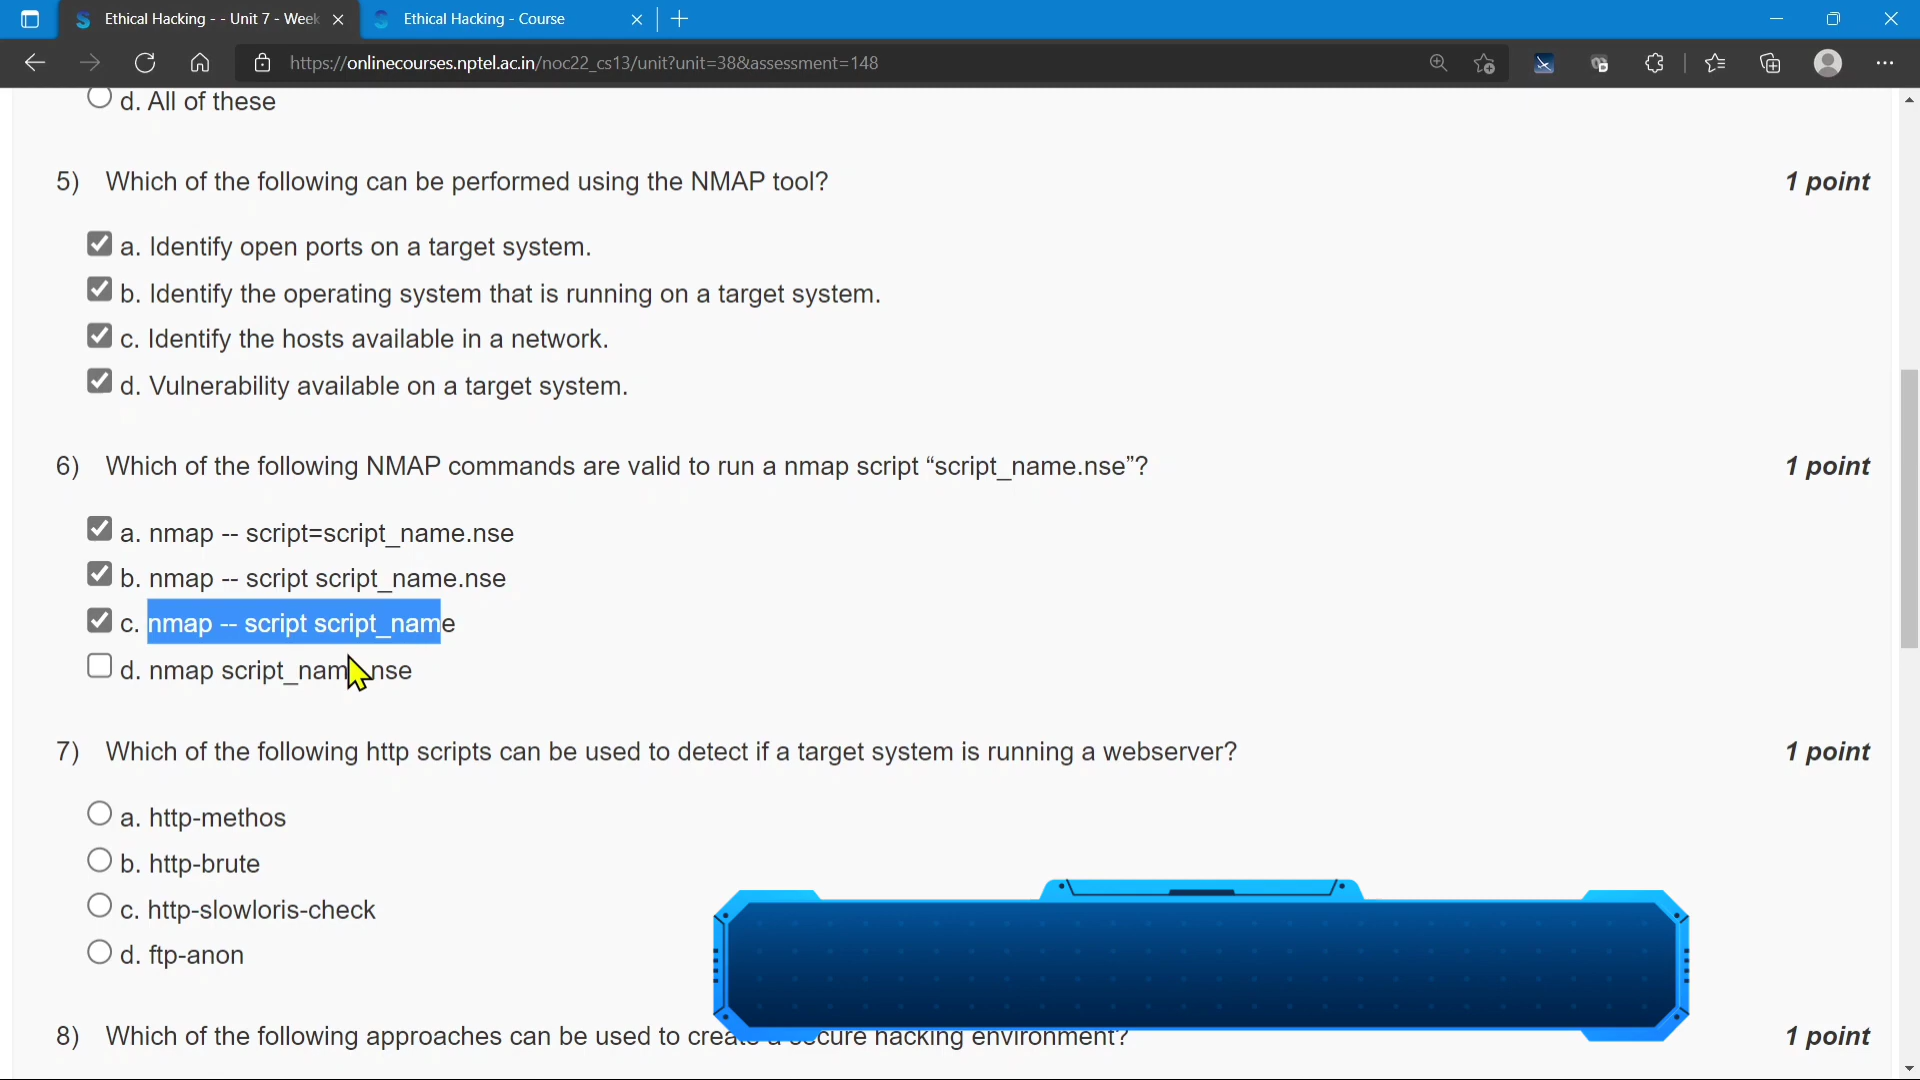 Ethical Hacking - - Unit 7 - Week
Ethical Hacking - Course
https://onlinecourses.nptel.ac.in/noc22_cs13/unit?unit=38&assessment=148
d. All of these
5) Which of the following can be performed using the NMAP tool? 1 point
a. Identify open ports on a target system.
b. Identify the operating system that is running on a target system.
c. Identify the hosts available in a network.
d. Vulnerability available on a target system.
6) Which of the following NMAP commands are valid to run a nmap script “script_name.nse”? 1 point
a. nmap -- script=script_name.nse
b. nmap -- script script_name.nse
c. nmap -- script script_name
d. nmap script_nam nse
7) Which of the following http scripts can be used to detect if a target system is running a webserver? 1 point
a. http-methos
b. http-brute
c. http-slowloris-check
d. ftp-anon
8) Which of the following approaches can be used to create a secure hacking environment? 1 point